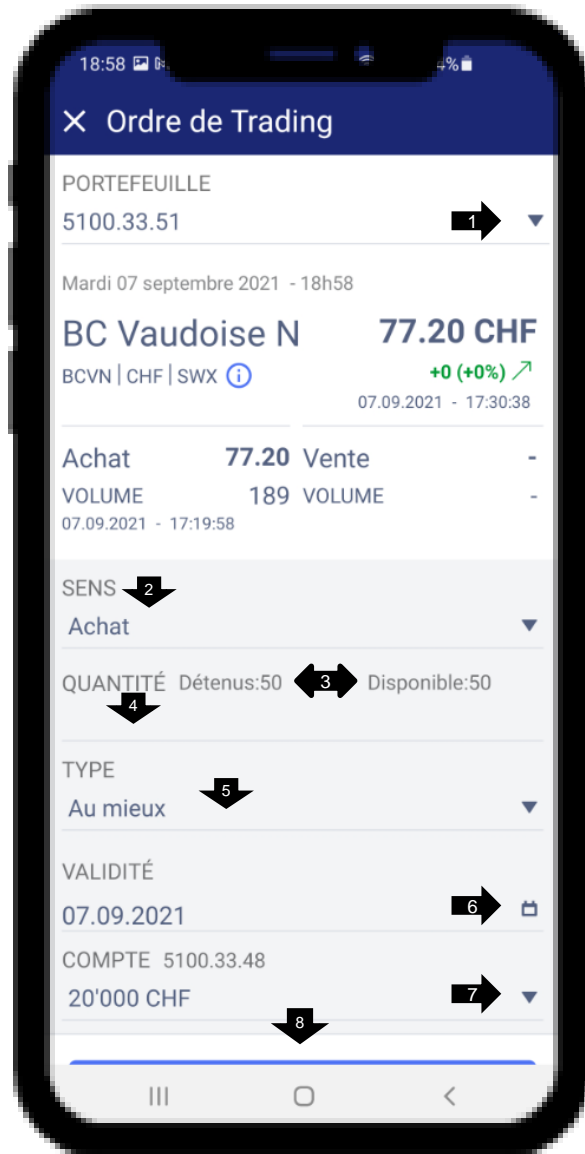 18:58 4%
Ordre de Trading
PORTEFEUILLE
5100.33.51 1
Mardi 07 septembre 2021 - 18h58
BC Vaudoise N 77.20 CHF
BCVN | CHF | SWX +0 (+0%)
07.09.2021 - 17:30:38
Achat 77.20 Vente -
VOLUME 189 VOLUME -
07.09.2021 - 17:19:58
SENS 2
Achat
QUANTITÉ Détenus:50 3 Disponible:50
4
TYPE
5
Au mieux
VALIDITÉ
07.09.2021 6
COMPTE 5100.33.48
20'000 CHF 7
8